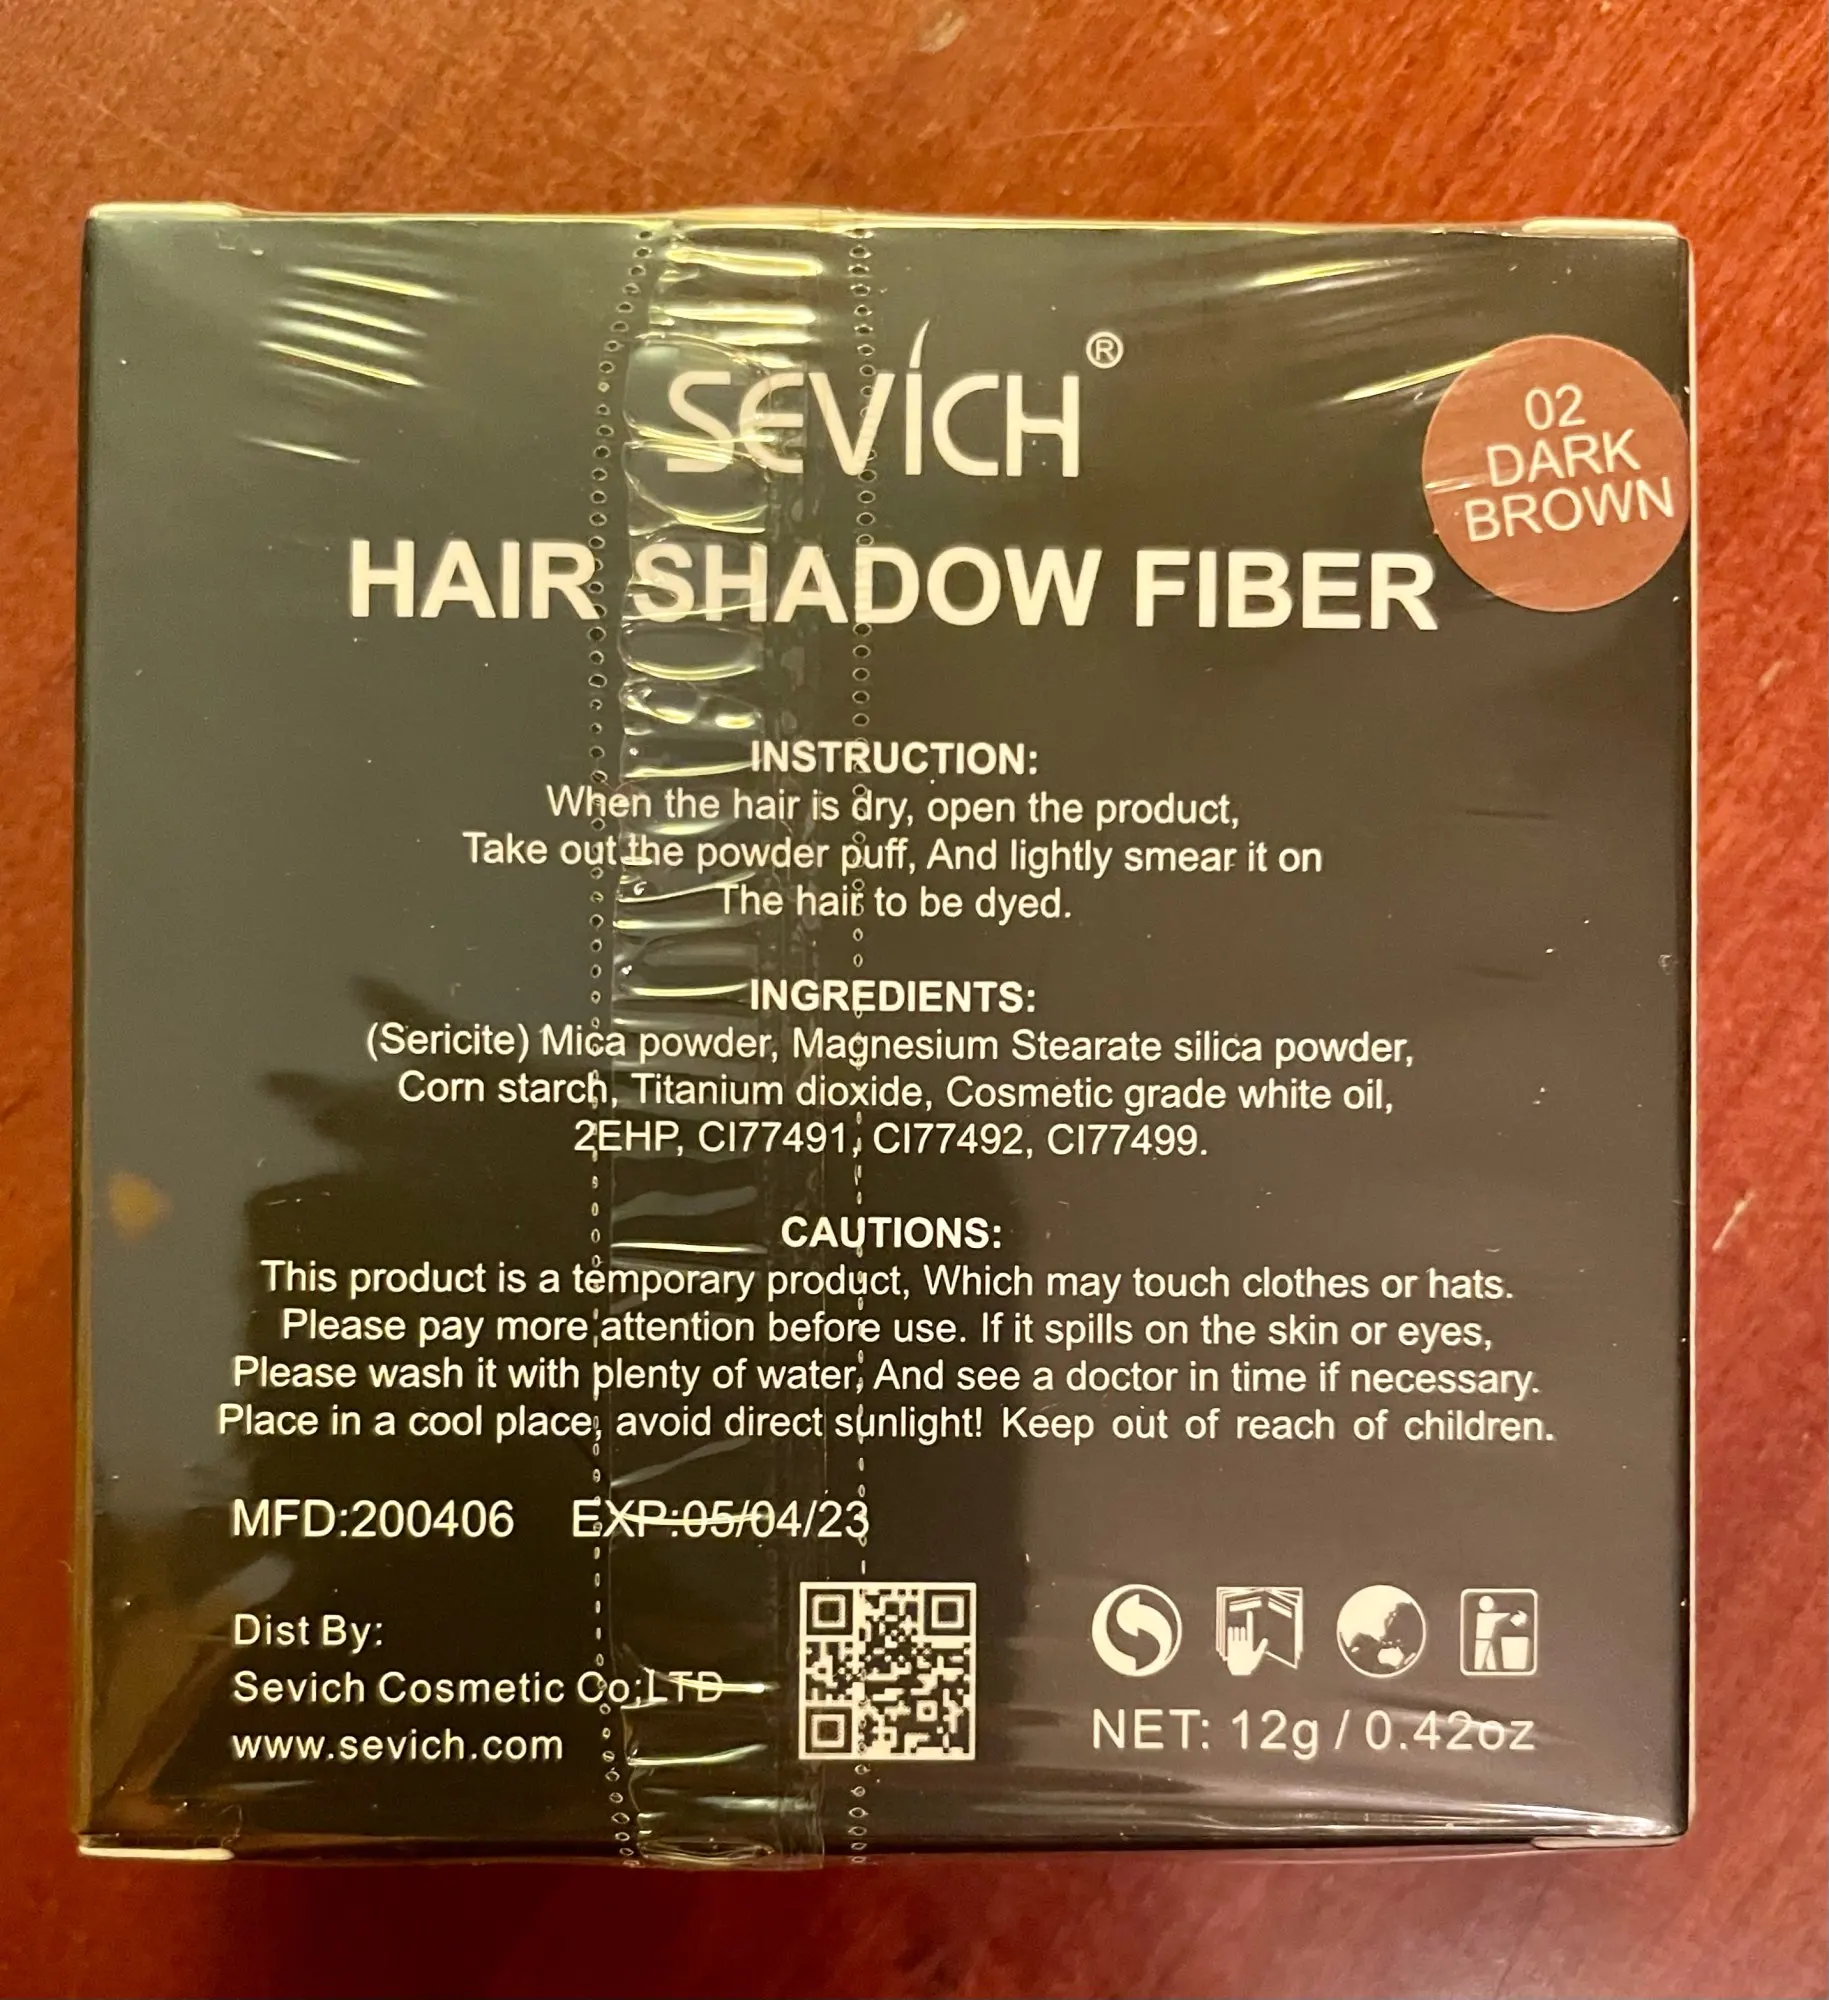 SEVICH®
02
DARK
BROWN
HAIR SHADOW FIBER
INSTRUCTION:
When the hair is dry, open the product,
Take out the powder puff, And lightly smear it on
The hair to be dyed.
INGREDIENTS:
(Sericite) Mica powder, Magnesium Stearate silica powder,
Corn starch, Titanium dioxide, Cosmetic grade white oil,
2EHP, CI77491, CI77492, CI77499.
CAUTIONS:
This product is a temporary product, Which may touch clothes or hats.
Please pay more attention before use. If it spills on the skin or eyes,
Please wash it with plenty of water, And see a doctor in time if necessary.
Place in a cool place, avoid direct sunlight! Keep out of reach of children.
MFD:200406 EXP:05/04/23
Dist By:
Sevich Cosmetic Co;LTD
www.sevich.com
NET: 12g / 0.42oz